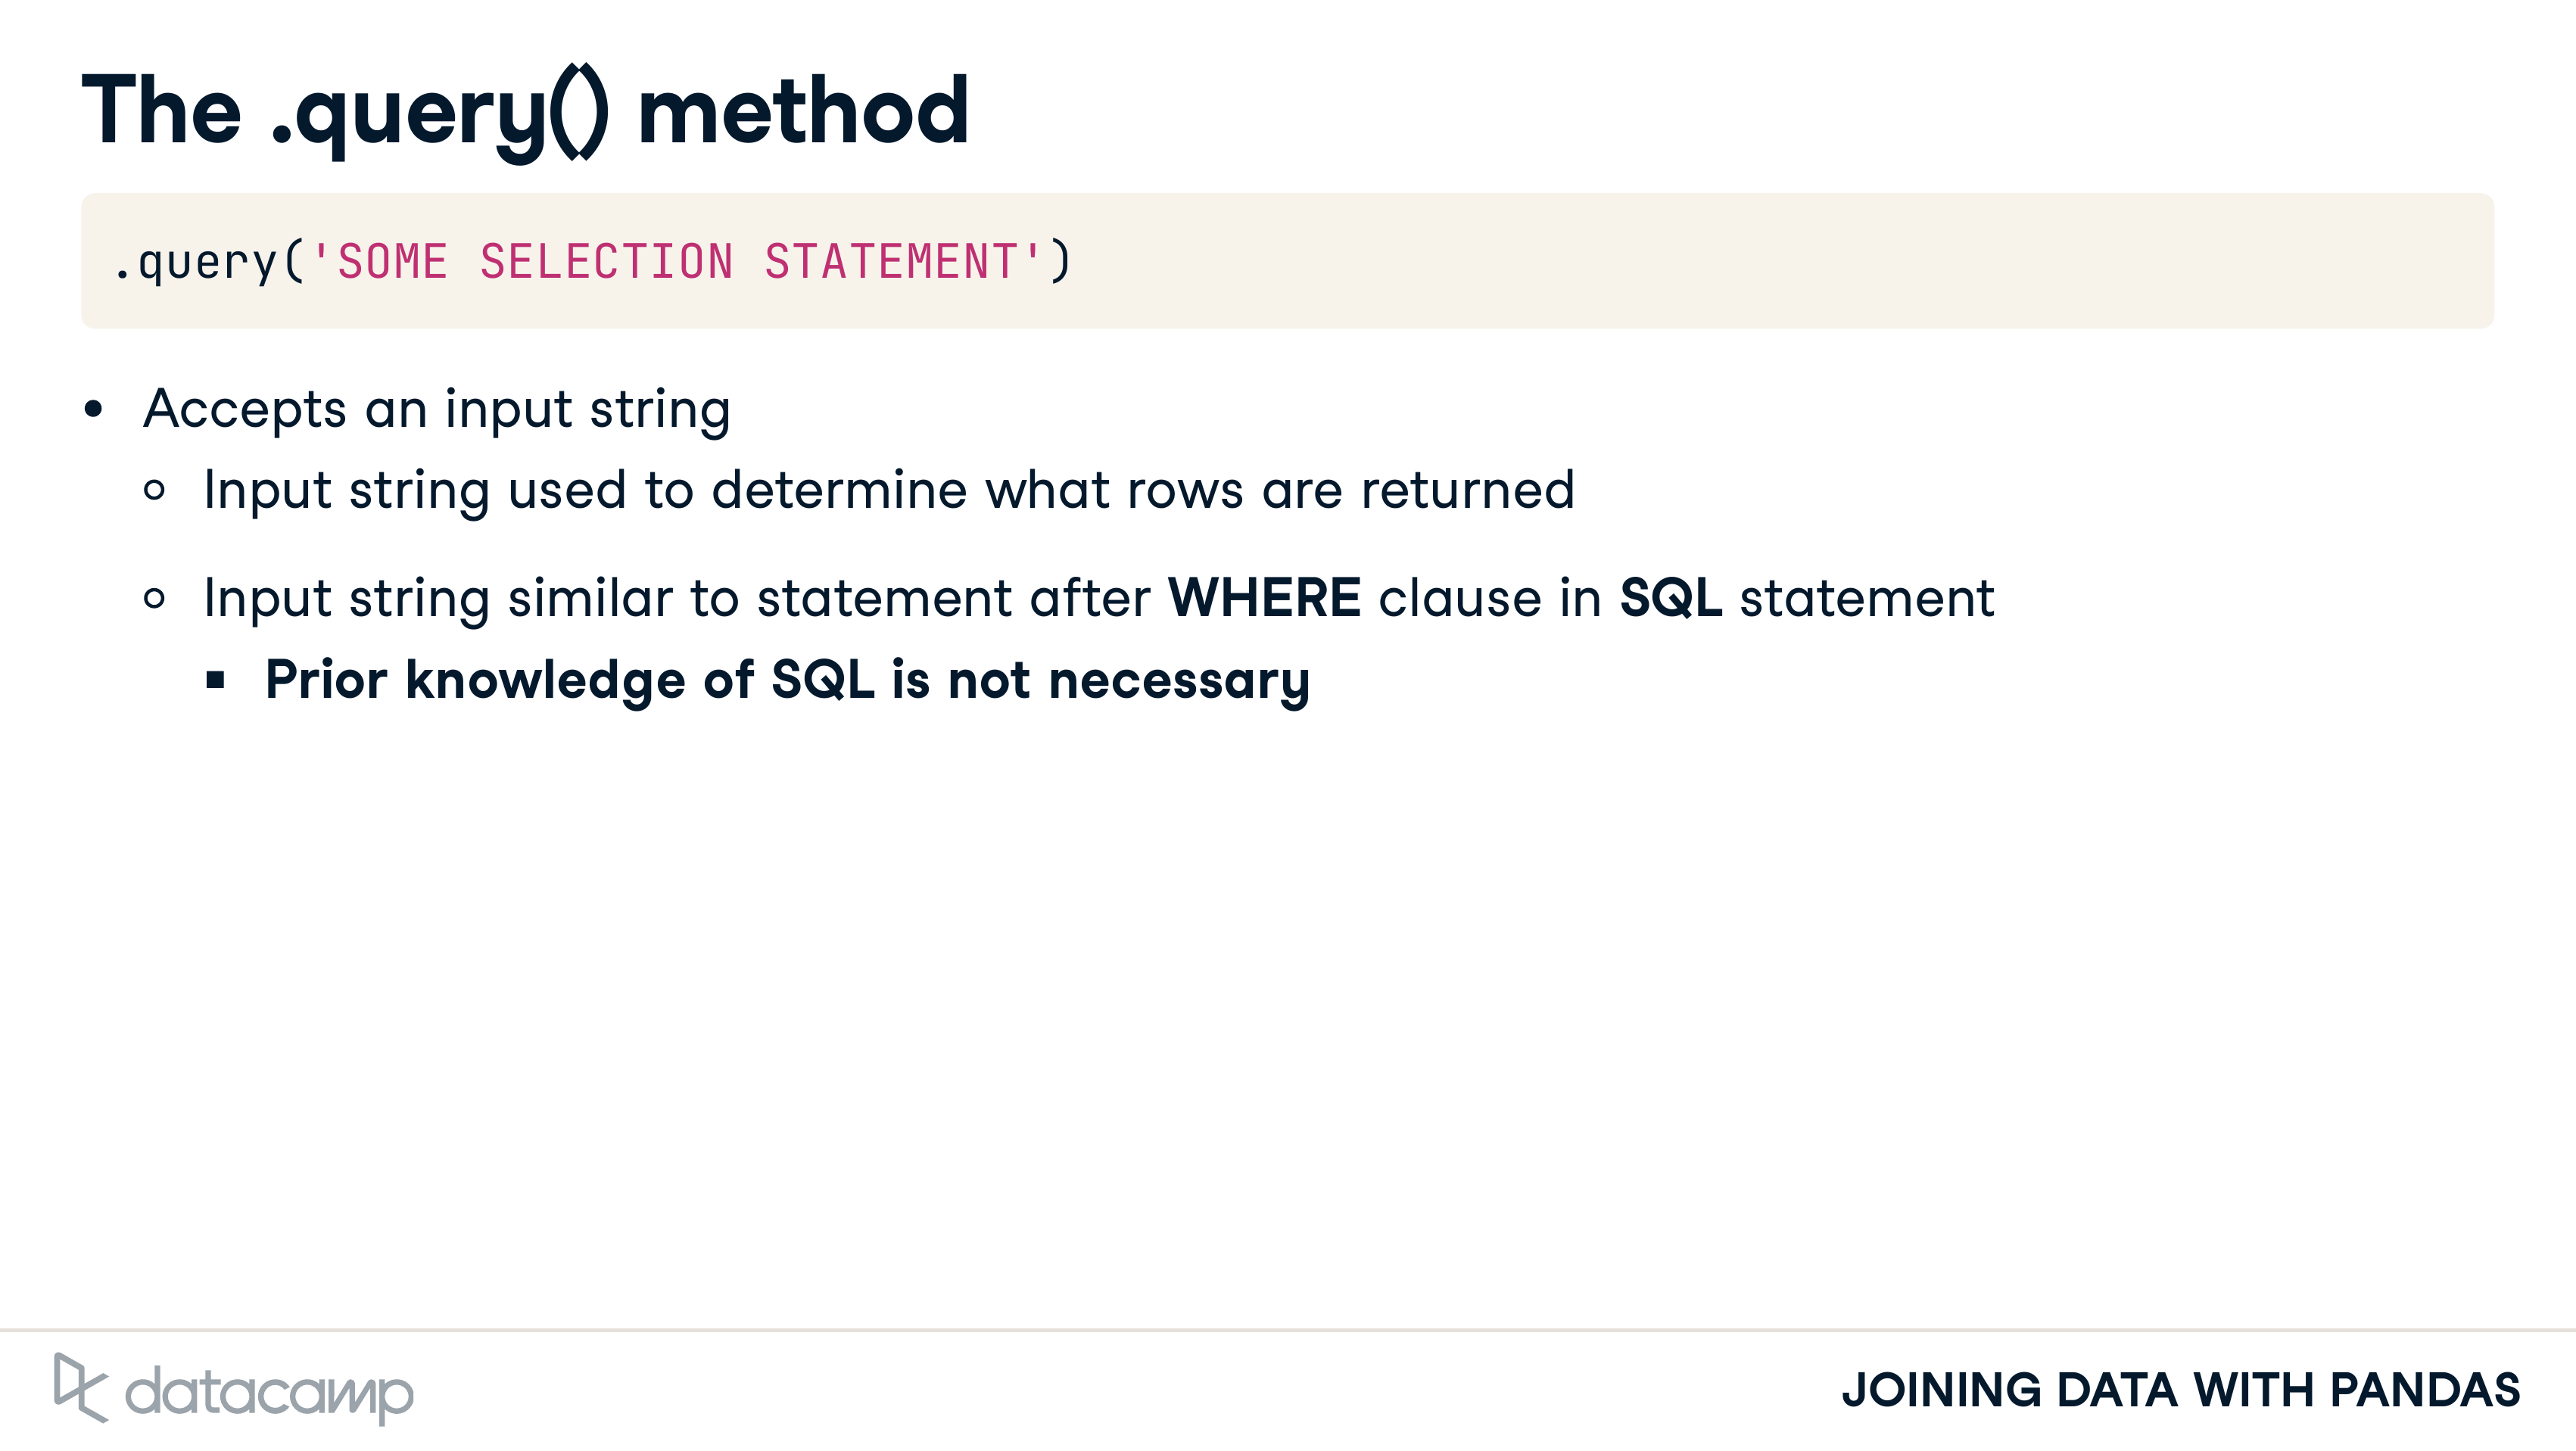 The .query() method
.query('SOME SELECTION STATEMENT')
• Accepts an input string
○ Input string used to determine what rows are returned
○ Input string similar to statement after WHERE clause in SQL statement
■ Prior knowledge of SQL is not necessary
datacamp
JOINING DATA WITH PANDAS